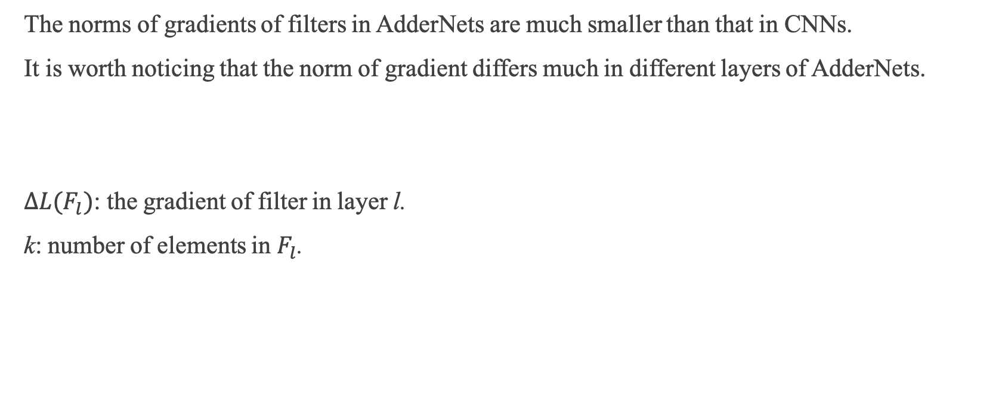 The norms of gradients of filters in AdderNets are much smaller than that in CNNs.
It is worth noticing that the norm of gradient differs much in different layers of AdderNets.
ΔL(F_l): the gradient of filter in layer l.
k: number of elements in F_l.